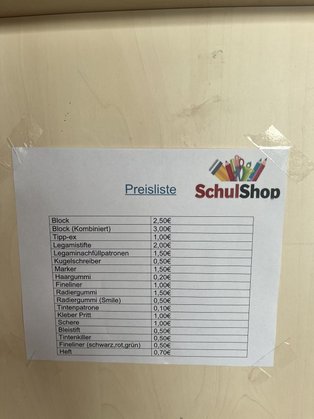 Preisliste
SchulShop
Block 2,50€
Block (Kombiniert) 3,00€
Tipp-ex 1,00€
Legamistifte 2,00€
Legaminschfüllpatronen 1,50€
Kugelschreiber 0,50€
Marker 1,50€
Haargummi 0,20€
Fineliner 1,00€
Radiergummi 1,50€
Radiergummi (Smile) 0,50€
Tintenpatrone 0,10€
Kleber Pritt 1,00€
Schere 1,00€
Bleistift 0,50€
Tintenkiller 0,50€
Fineliner (schwarz,rot,grün) 0,50€
Heft 0,70€